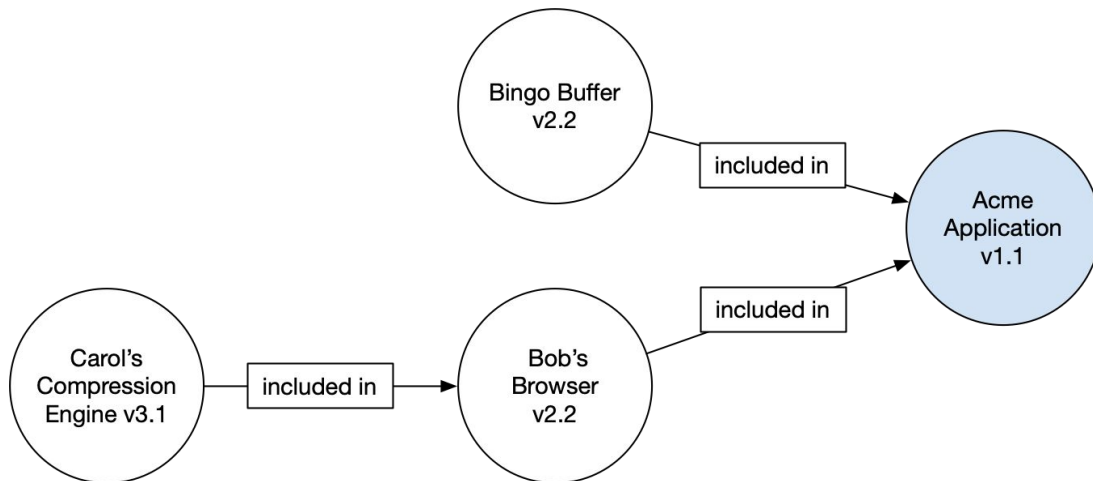 Bingo Buffer
v2.2
included in
Acme
Application
v1.1
included in
Carol’s
Compression
Engine v3.1
included in
Bob’s
Browser
v2.2